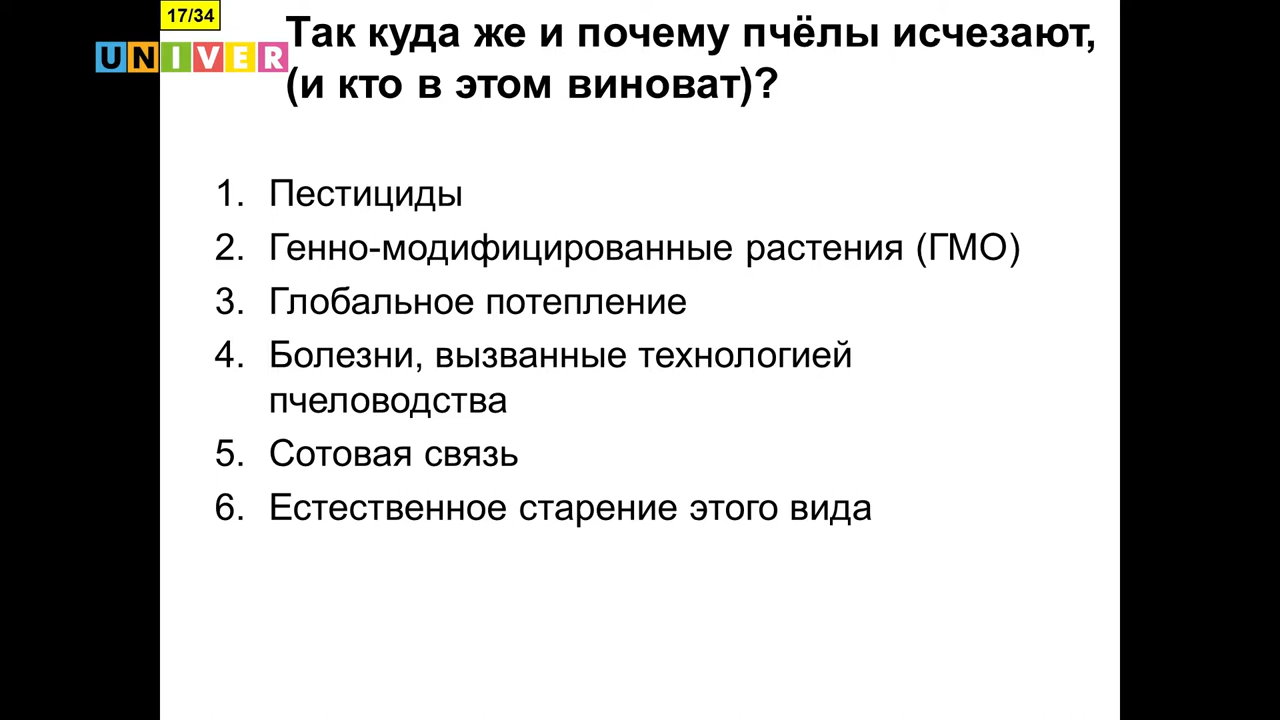 17/34
UNIVER
Так куда же и почему пчёлы исчезают,
(и кто в этом виноват)?
1. Пестициды
2. Генно-модифицированные растения (ГМО)
3. Глобальное потепление
4. Болезни, вызванные технологией
пчеловодства
5. Сотовая связь
6. Естественное старение этого вида